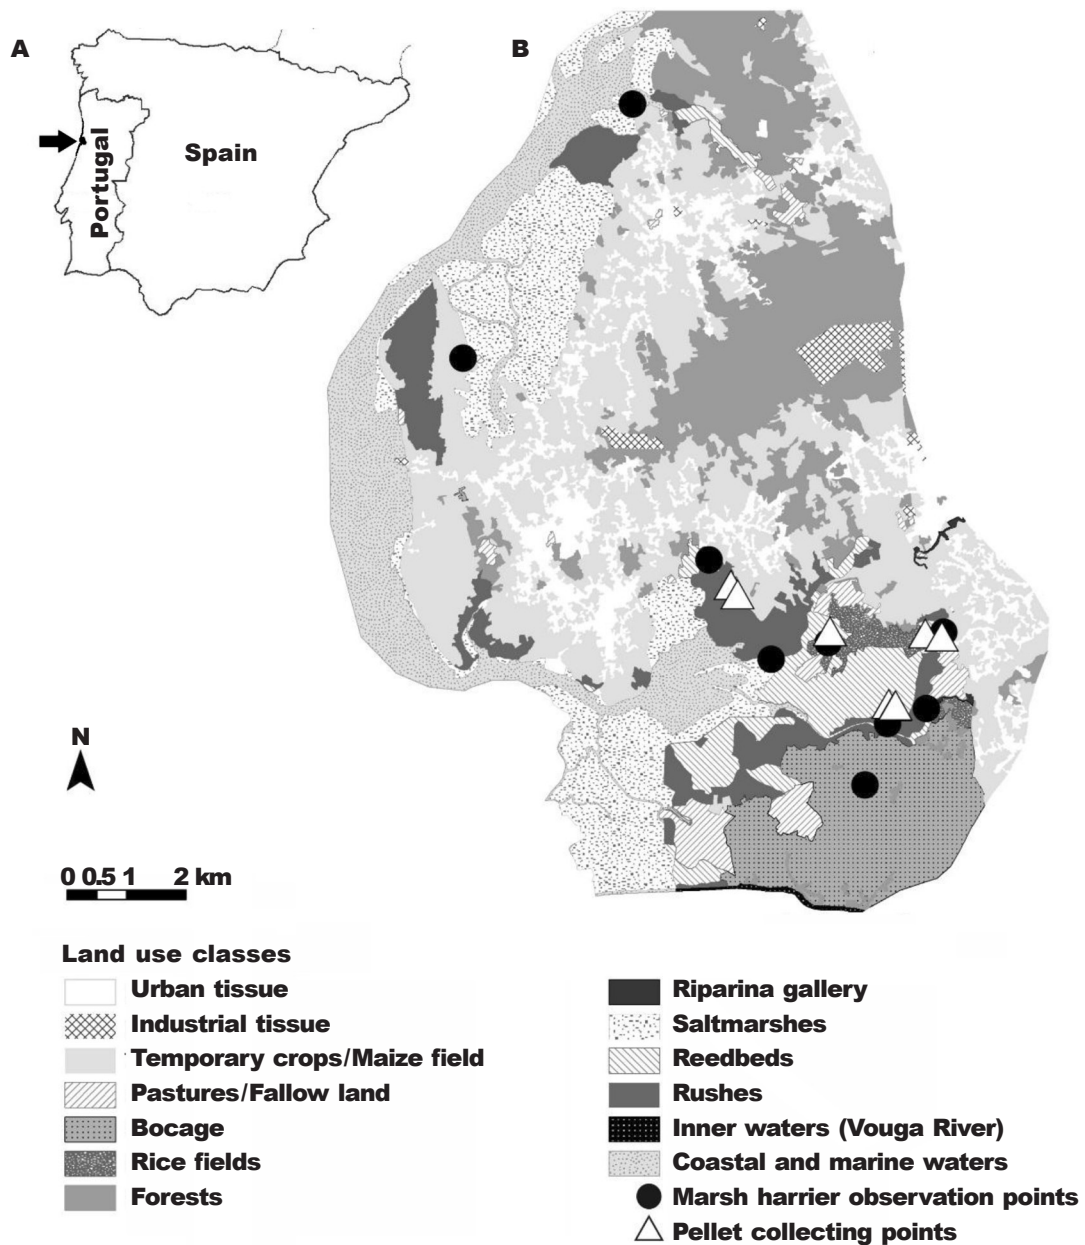 A
B
Portugal
Spain
N
0 0.5 1 2 km
Land use classes
Urban tissue
Industrial tissue
Temporary crops/Maize field
Pastures/Fallow land
Bocage
Rice fields
Forests
Riparina gallery
Saltmarshes
Reedbeds
Rushes
Inner waters (Vouga River)
Coastal and marine waters
Marsh harrier observation points
Pellet collecting points